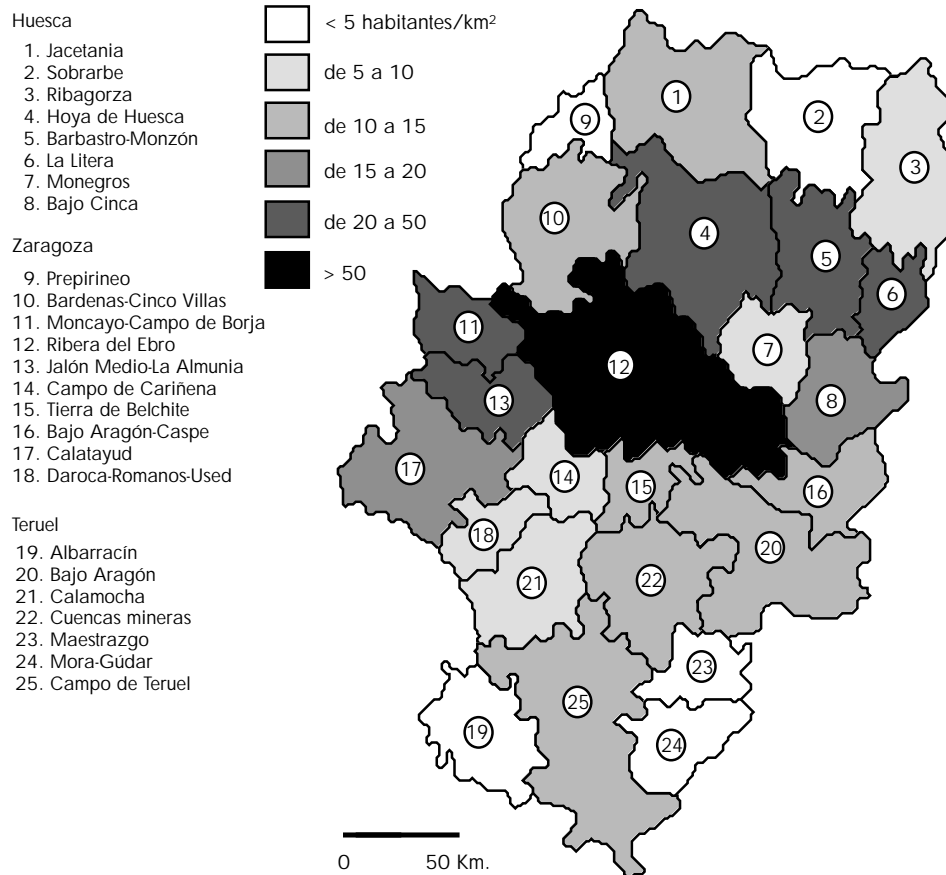 Huesca
1. Jacetania
2. Sobrarbe
3. Ribagorza
4. Hoya de Huesca
5. Barbastro-Monzón
6. La Litera
7. Monegros
8. Bajo Cinca
Zaragoza
9. Prepirineo
10. Bardenas-Cinco Villas
11. Moncayo-Campo de Borja
12. Ribera del Ebro
13. Jalón Medio-La Almunia
14. Campo de Cariñena
15. Tierra de Belchite
16. Bajo Aragón-Caspe
17. Calatayud
18. Daroca-Romanos-Used
Teruel
19. Albarracín
20. Bajo Aragón
21. Calamocha
22. Cuencas mineras
23. Maestrazgo
24. Mora-Gúdar
25. Campo de Teruel
< 5 habitantes/km²
de 5 a 10
de 10 a 15
de 15 a 20
de 20 a 50
> 50
1
2
9
3
10
4
5
6
11
7
12
8
13
17
14
15
16
18
20
21
22
23
25
19
24
0 50 Km.